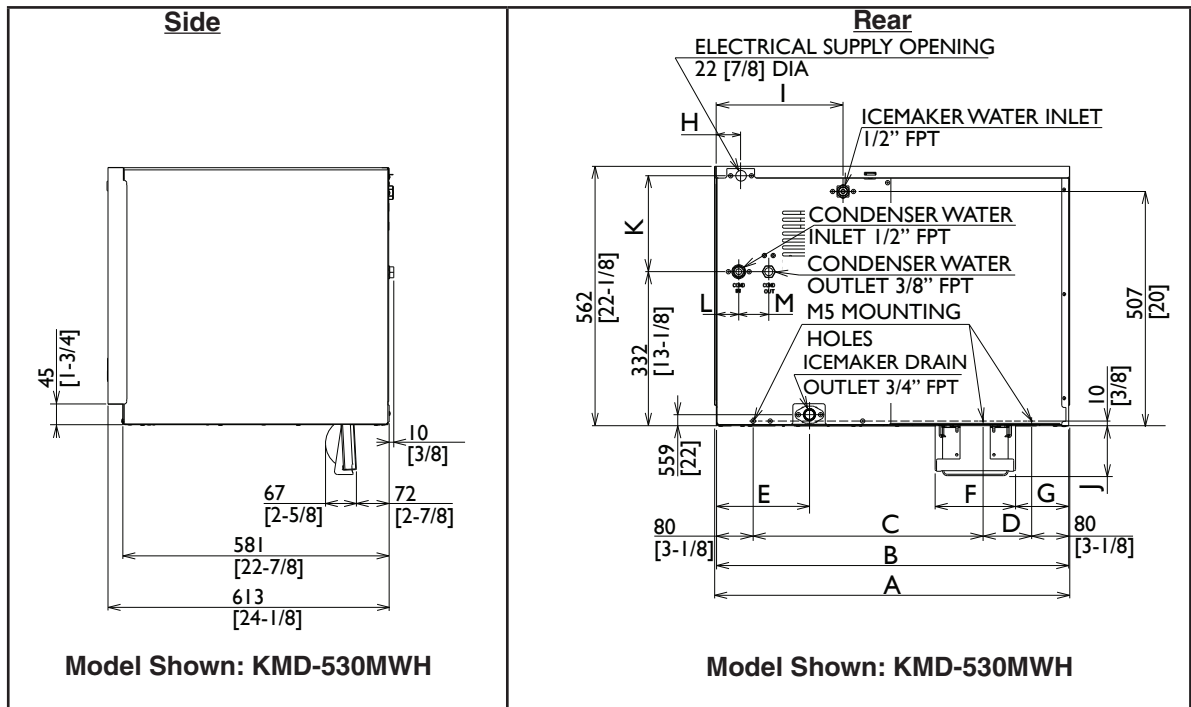 Side
45
[1-3/4]
10
[3/8]
67
[2-5/8]
72
[2-7/8]
581
[22-7/8]
613
[24-1/8]
Model Shown: KMD-530MWH
Rear
ELECTRICAL SUPPLY OPENING
22 [7/8] DIA
I
H
ICEMAKER WATER INLET
1/2” FPT
K
CONDENSER WATER
INLET 1/2” FPT
CONDENSER WATER
OUTLET 3/8” FPT
COND
IN
COND
OUT
L
M
M5 MOUNTING
HOLES
562
[22-1/8]
332
[13-1/8]
507
[20]
ICEMAKER DRAIN
OUTLET 3/4” FPT
10
[3/8]
559
[22]
E
F
G
J
80
[3-1/8]
C
D
80
[3-1/8]
B
A
Model Shown: KMD-530MWH